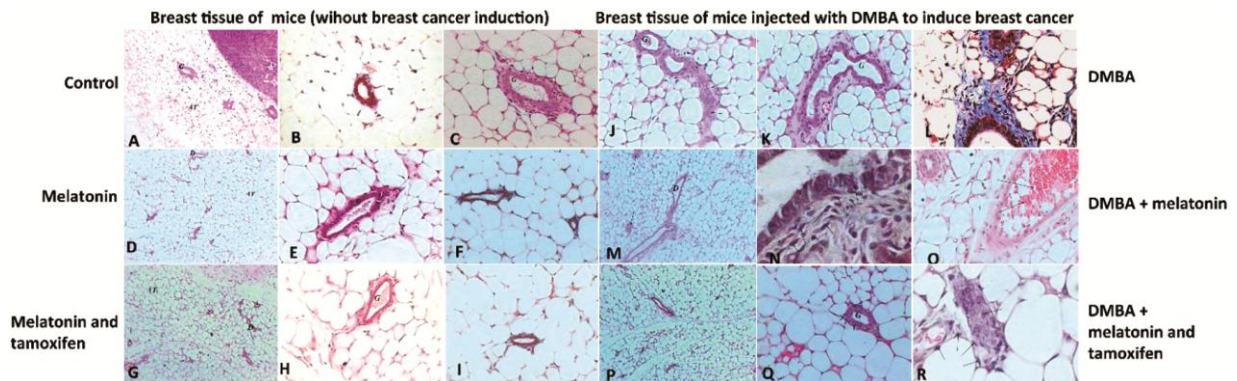 Breast tissue of mice (wihout breast cancer induction)
Breast tissue of mice injected with DMBA to induce breast cancer
Control
A
G
B
C
G
J
G
K
G
L
DMBA
Melatonin
D
D
E
F
M
D
N
O
DMBA + melatonin
Melatonin and
tamoxifen
G
D
H
G
I
P
Q
G
R
DMBA +
melatonin and
tamoxifen